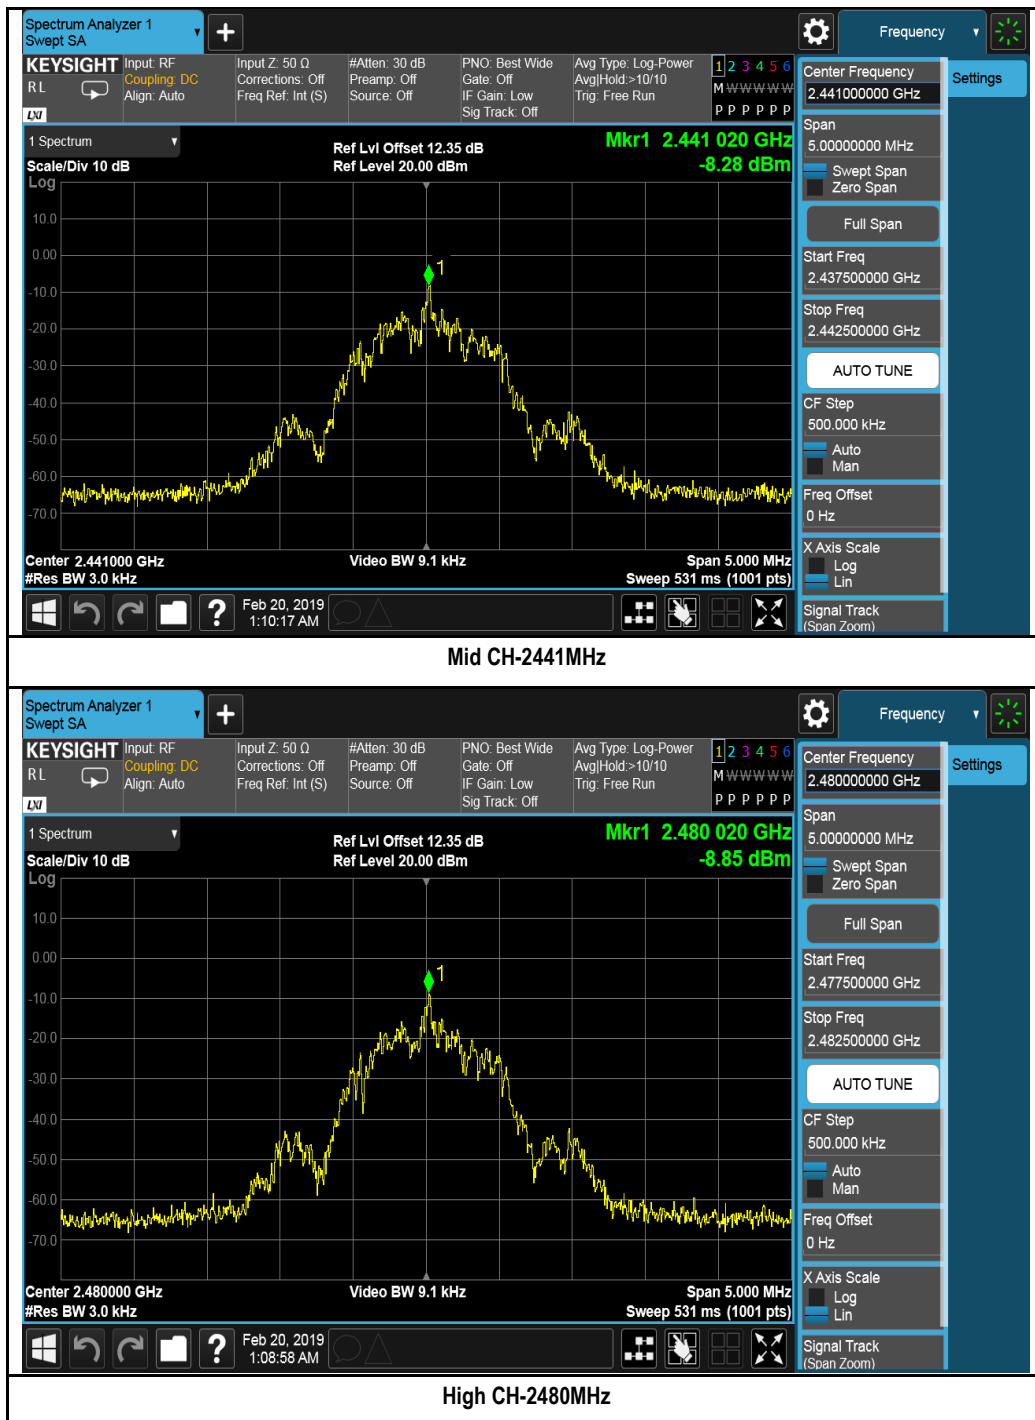 Spectrum Analyzer 1
Swept SA
+
Frequency
KEYSIGHT
RL
LXI
Input: RF
Coupling: DC
Align: Auto
Input Z: 50 Ω
Corrections: Off
Freq Ref: Int (S)
#Atten: 30 dB
Preamp: Off
Source: Off
PNO: Best Wide
Gate: Off
IF Gain: Low
Sig Track: Off
Avg Type: Log-Power
Avg|Hold:>10/10
Trig: Free Run
1 2 3 4 5 6
M W W W W W
P P P P P P
1 Spectrum
Scale/Div 10 dB
Ref Lvl Offset 12.35 dB
Ref Level 20.00 dBm
Mkr1 2.441 020 GHz
-8.28 dBm
Log
10.0
0.00
-10.0
-20.0
-30.0
-40.0
-50.0
-60.0
-70.0
1
Center 2.441000 GHz
#Res BW 3.0 kHz
Video BW 9.1 kHz
Span 5.000 MHz
Sweep 531 ms (1001 pts)
?
Feb 20, 2019
1:10:17 AM
Center Frequency
2.441000000 GHz
Settings
Span
5.00000000 MHz
Swept Span
Zero Span
Full Span
Start Freq
2.437500000 GHz
Stop Freq
2.442500000 GHz
AUTO TUNE
CF Step
500.000 kHz
Auto
Man
Freq Offset
0 Hz
X Axis Scale
Log
Lin
Signal Track
(Span Zoom)
Mid CH-2441MHz
Spectrum Analyzer 1
Swept SA
+
Frequency
KEYSIGHT
RL
LXI
Input: RF
Coupling: DC
Align: Auto
Input Z: 50 Ω
Corrections: Off
Freq Ref: Int (S)
#Atten: 30 dB
Preamp: Off
Source: Off
PNO: Best Wide
Gate: Off
IF Gain: Low
Sig Track: Off
Avg Type: Log-Power
Avg|Hold:>10/10
Trig: Free Run
1 2 3 4 5 6
M W W W W W
P P P P P P
1 Spectrum
Scale/Div 10 dB
Ref Lvl Offset 12.35 dB
Ref Level 20.00 dBm
Mkr1 2.480 020 GHz
-8.85 dBm
Log
10.0
0.00
-10.0
-20.0
-30.0
-40.0
-50.0
-60.0
-70.0
1
Center 2.480000 GHz
#Res BW 3.0 kHz
Video BW 9.1 kHz
Span 5.000 MHz
Sweep 531 ms (1001 pts)
?
Feb 20, 2019
1:08:58 AM
Center Frequency
2.480000000 GHz
Settings
Span
5.00000000 MHz
Swept Span
Zero Span
Full Span
Start Freq
2.477500000 GHz
Stop Freq
2.482500000 GHz
AUTO TUNE
CF Step
500.000 kHz
Auto
Man
Freq Offset
0 Hz
X Axis Scale
Log
Lin
Signal Track
(Span Zoom)
High CH-2480MHz